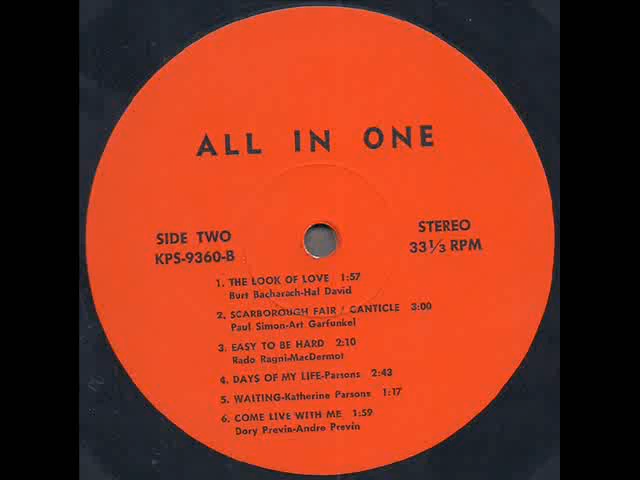 ALL IN ONE
SIDE TWO
KPS-9360-B
STEREO
33 1/3 RPM
1. THE LOOK OF LOVE 1:57
Burt Bacharach-Hal David
2. SCARBOROUGH FAIR / CANTICLE 3:00
Paul Simon-Art Garfunkel
3. EASY TO BE HARD 2:10
Rado Ragni-MacDermot
4. DAYS OF MY LIFE-Parsons 2:43
5. WAITING-Katherine Parsons 1:17
6. COME LIVE WITH ME 1:59
Dory Previn-Andre Previn